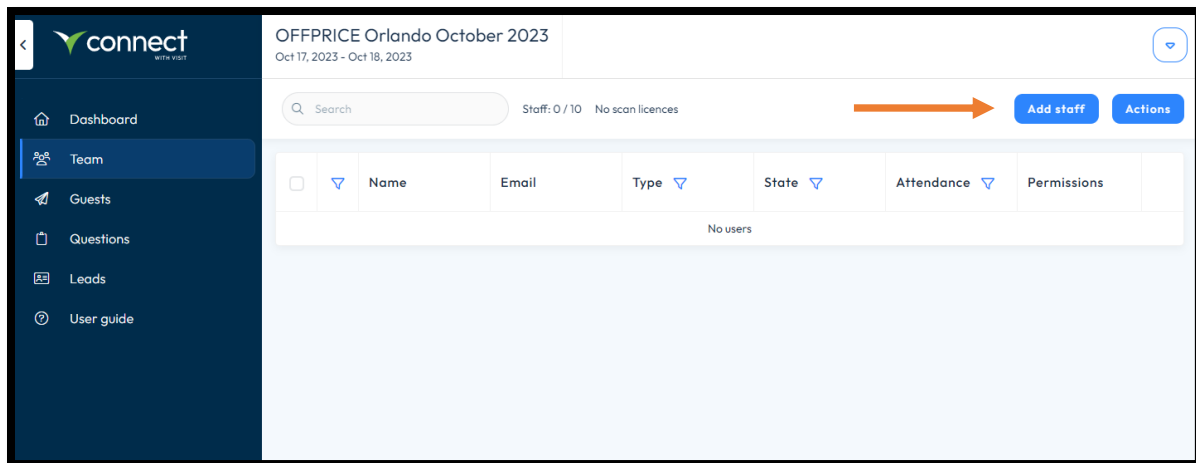 connect
WITH VISIT
Dashboard
Team
Guests
Questions
Leads
User guide
OFFPRICE Orlando October 2023
Oct 17, 2023 - Oct 18, 2023
Search Staff: 0 / 10 No scan licences Add staff Actions
Name Email Type State Attendance Permissions
No users